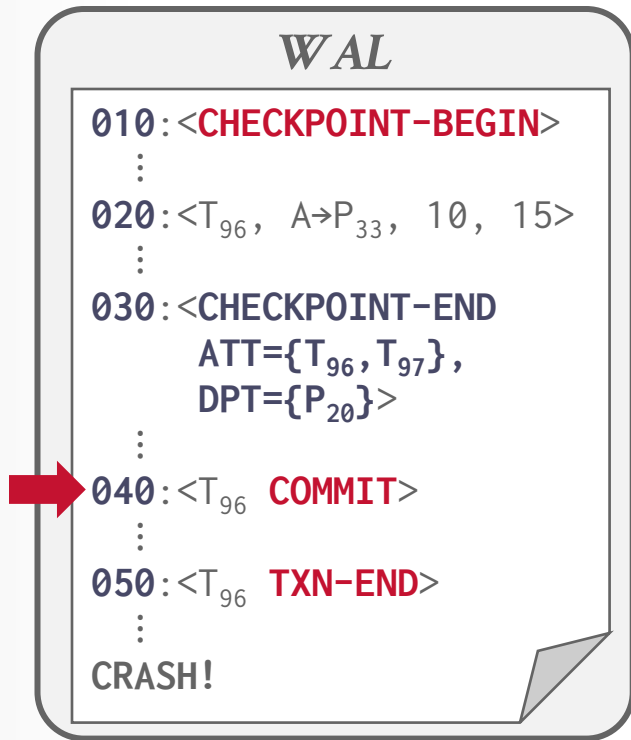 WAL
010:<CHECKPOINT-BEGIN>
⋮
020:<T₉₆, A→P₃₃, 10, 15>
⋮
030:<CHECKPOINT-END
ATT={T₉₆,T₉₇},
DPT={P₂₀}>
⋮
040:<T₉₆ COMMIT>
⋮
050:<T₉₆ TXN-END>
⋮
CRASH!